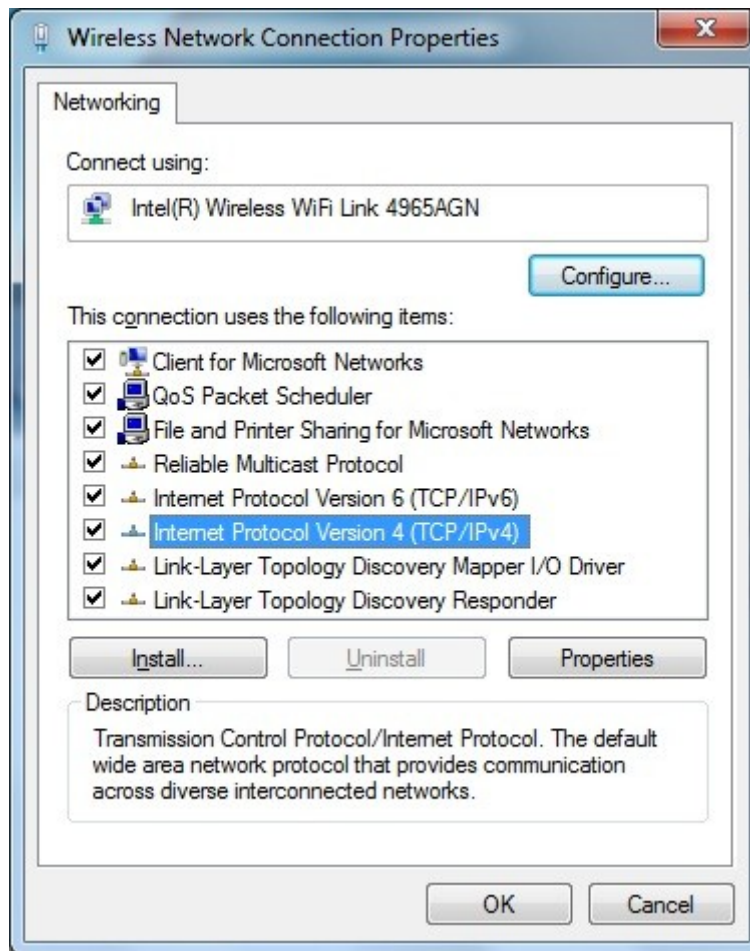 Wireless Network Connection Properties
Networking
Connect using:
Intel(R) Wireless WiFi Link 4965AGN
Configure...
This connection uses the following items:
Client for Microsoft Networks
QoS Packet Scheduler
File and Printer Sharing for Microsoft Networks
Reliable Multicast Protocol
Internet Protocol Version 6 (TCP/IPv6)
Internet Protocol Version 4 (TCP/IPv4)
Link-Layer Topology Discovery Mapper I/O Driver
Link-Layer Topology Discovery Responder
Install... Uninstall Properties
Description
Transmission Control Protocol/Internet Protocol. The default
wide area network protocol that provides communication
across diverse interconnected networks.
OK Cancel